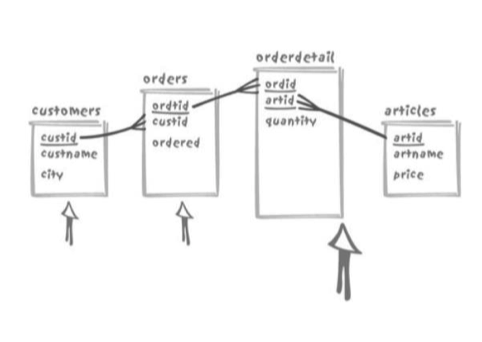 customers
custid
custname
city
orders
ordtid
custid
ordered
orderdetail
ordid
artid
quantity
articles
artid
artname
price